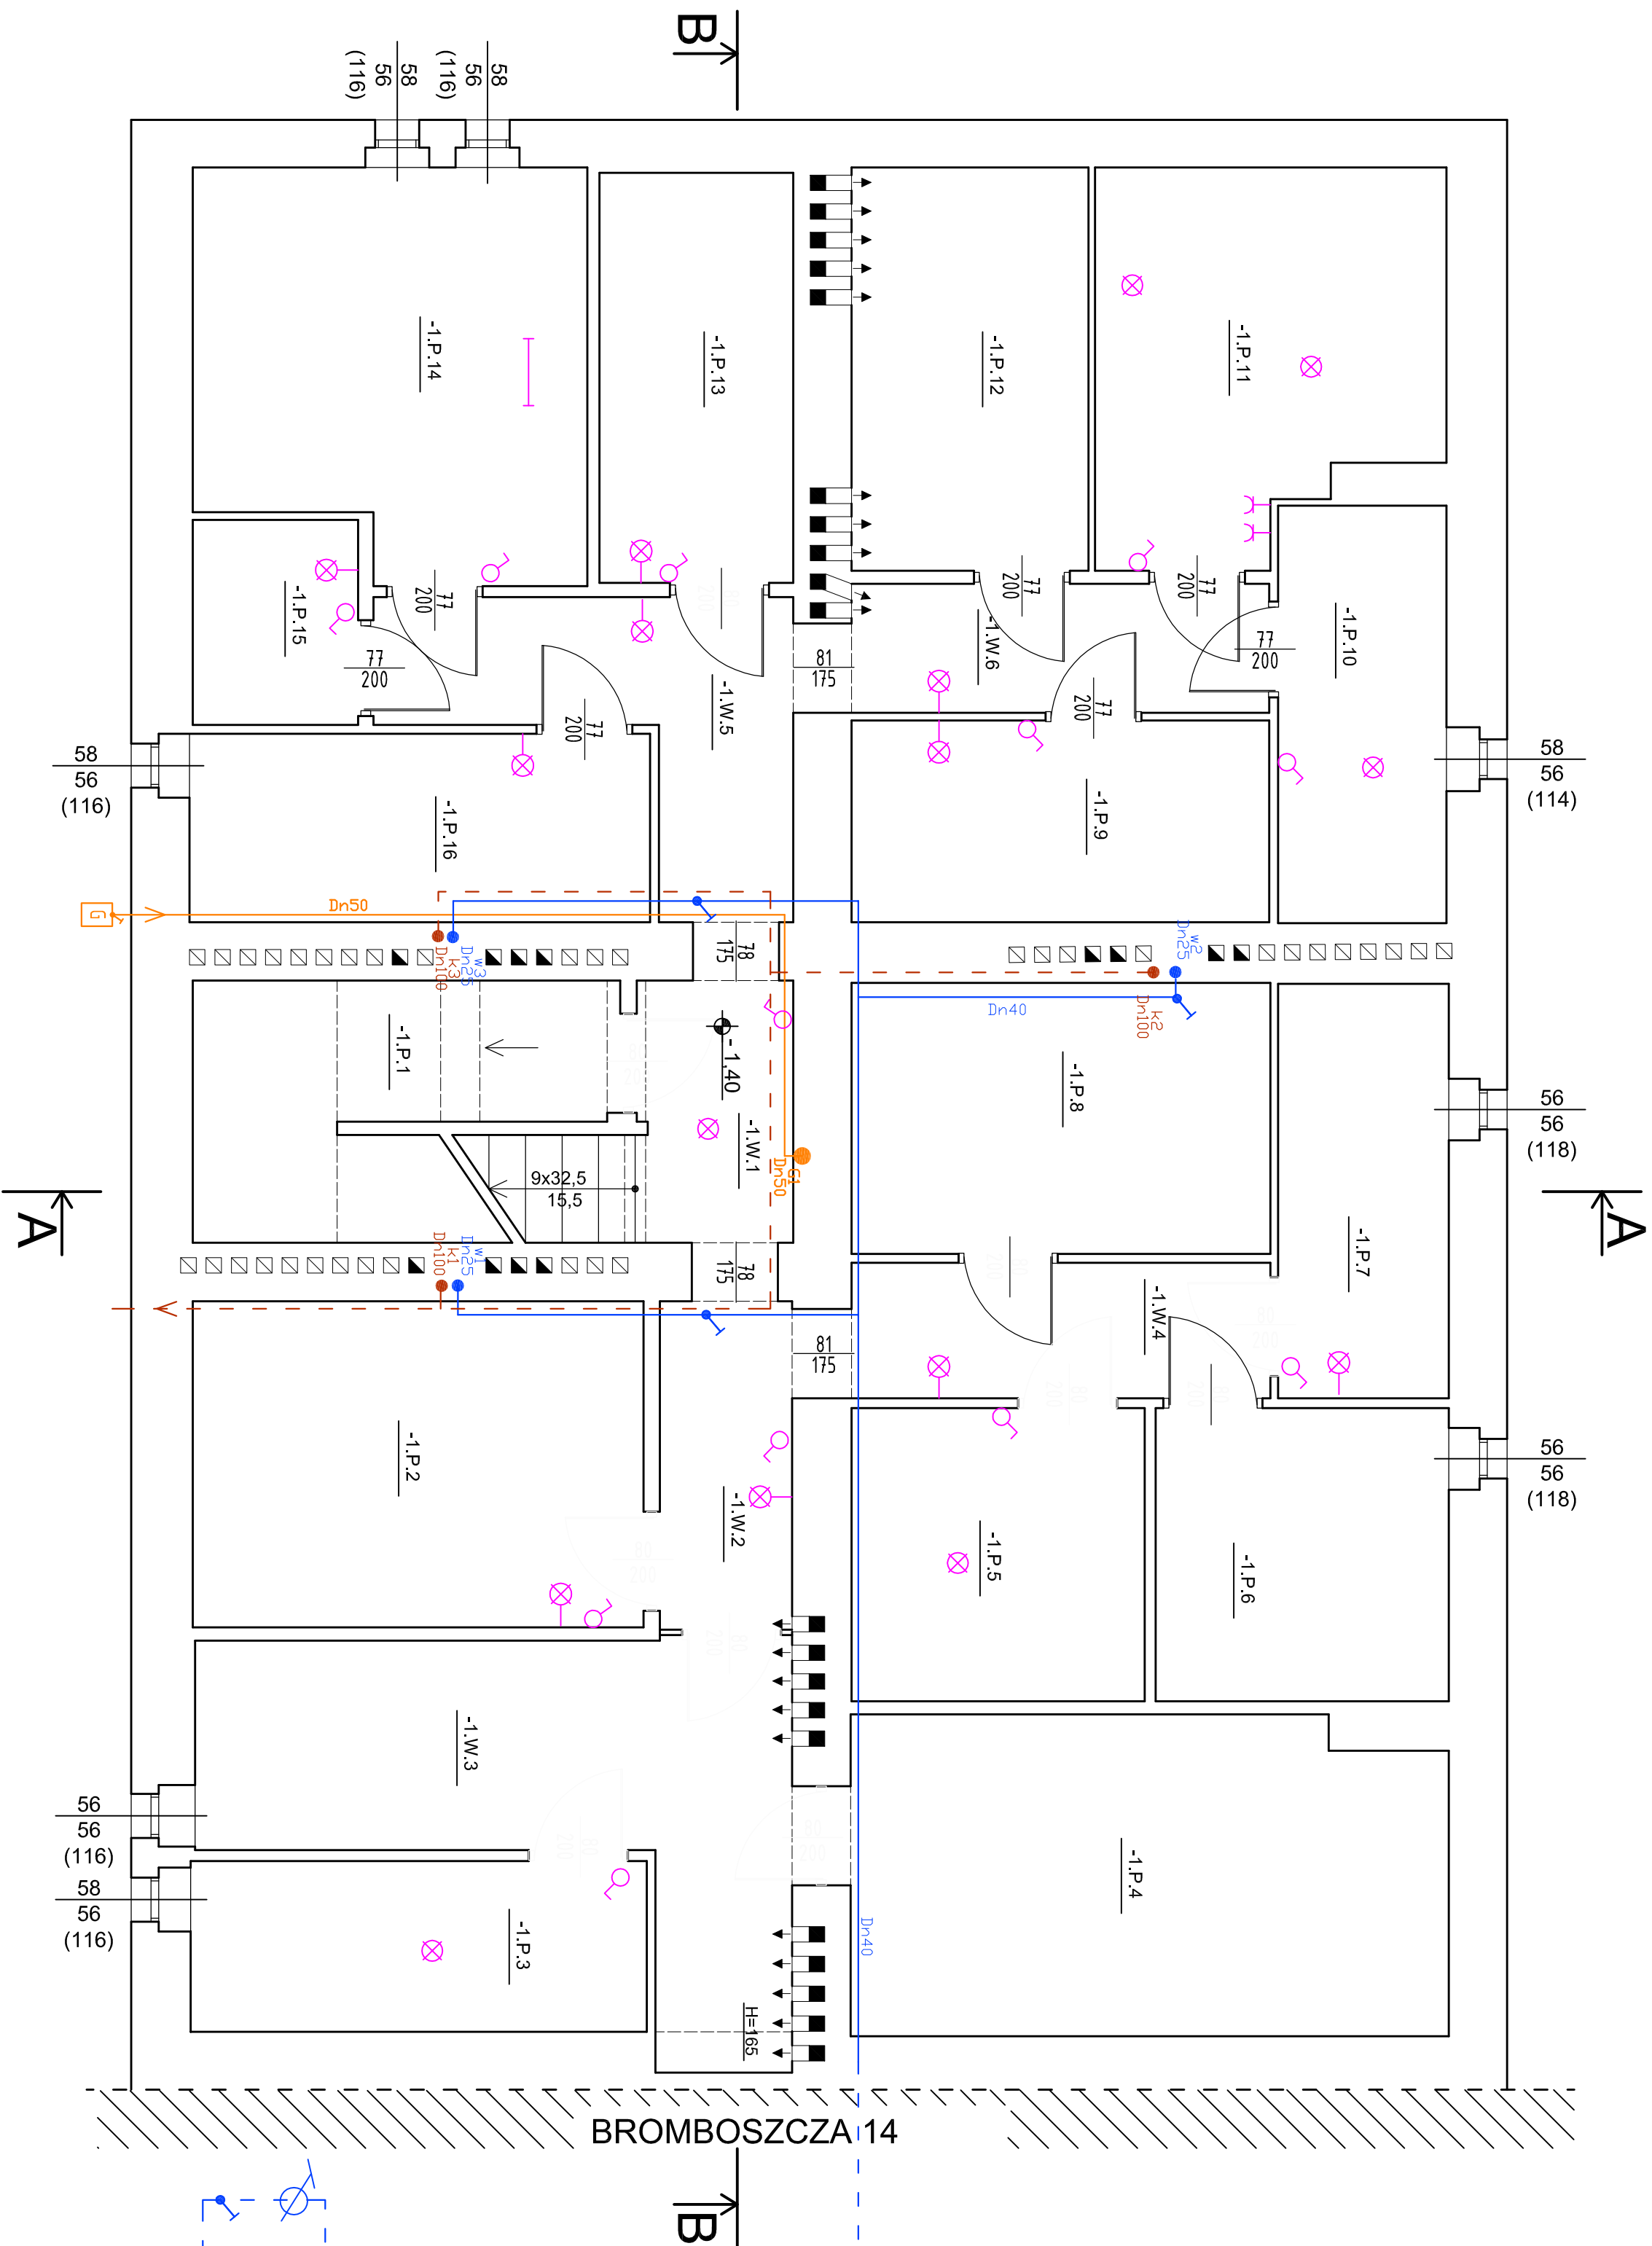 B
58
56
(116)
58
56
(116)
-1.P.14
-1.P.13
-1.P.12
-1.P.11
-1.P.15
77
200
77
200
77
200
-1.P.10
77
200
81
175
-1.W.6
77
200
-1.W.5
77
200
77
200
58
56
(116)
58
56
(114)
-1.P.16
-1.P.9
G
Dn50
w3
Dn25
k3
Dn100
78
175
w2
Dn25
k2
Dn100
Dn40
-1.P.1
- 1,40
-1.W.1
-1.P.8
56
56
(118)
G1
Dn50
9x32,5
15,5
A
A
-1.P.7
w1
Dn25
k1
Dn100
78
175
-1.W.4
80
200
81
175
-1.P.2
-1.W.2
56
56
(118)
-1.P.5
-1.P.6
80
200
-1.W.3
56
56
(116)
58
56
(116)
-1.P.3
-1.P.4
Dn40
H=165
BROMBOSZCZA 14
B